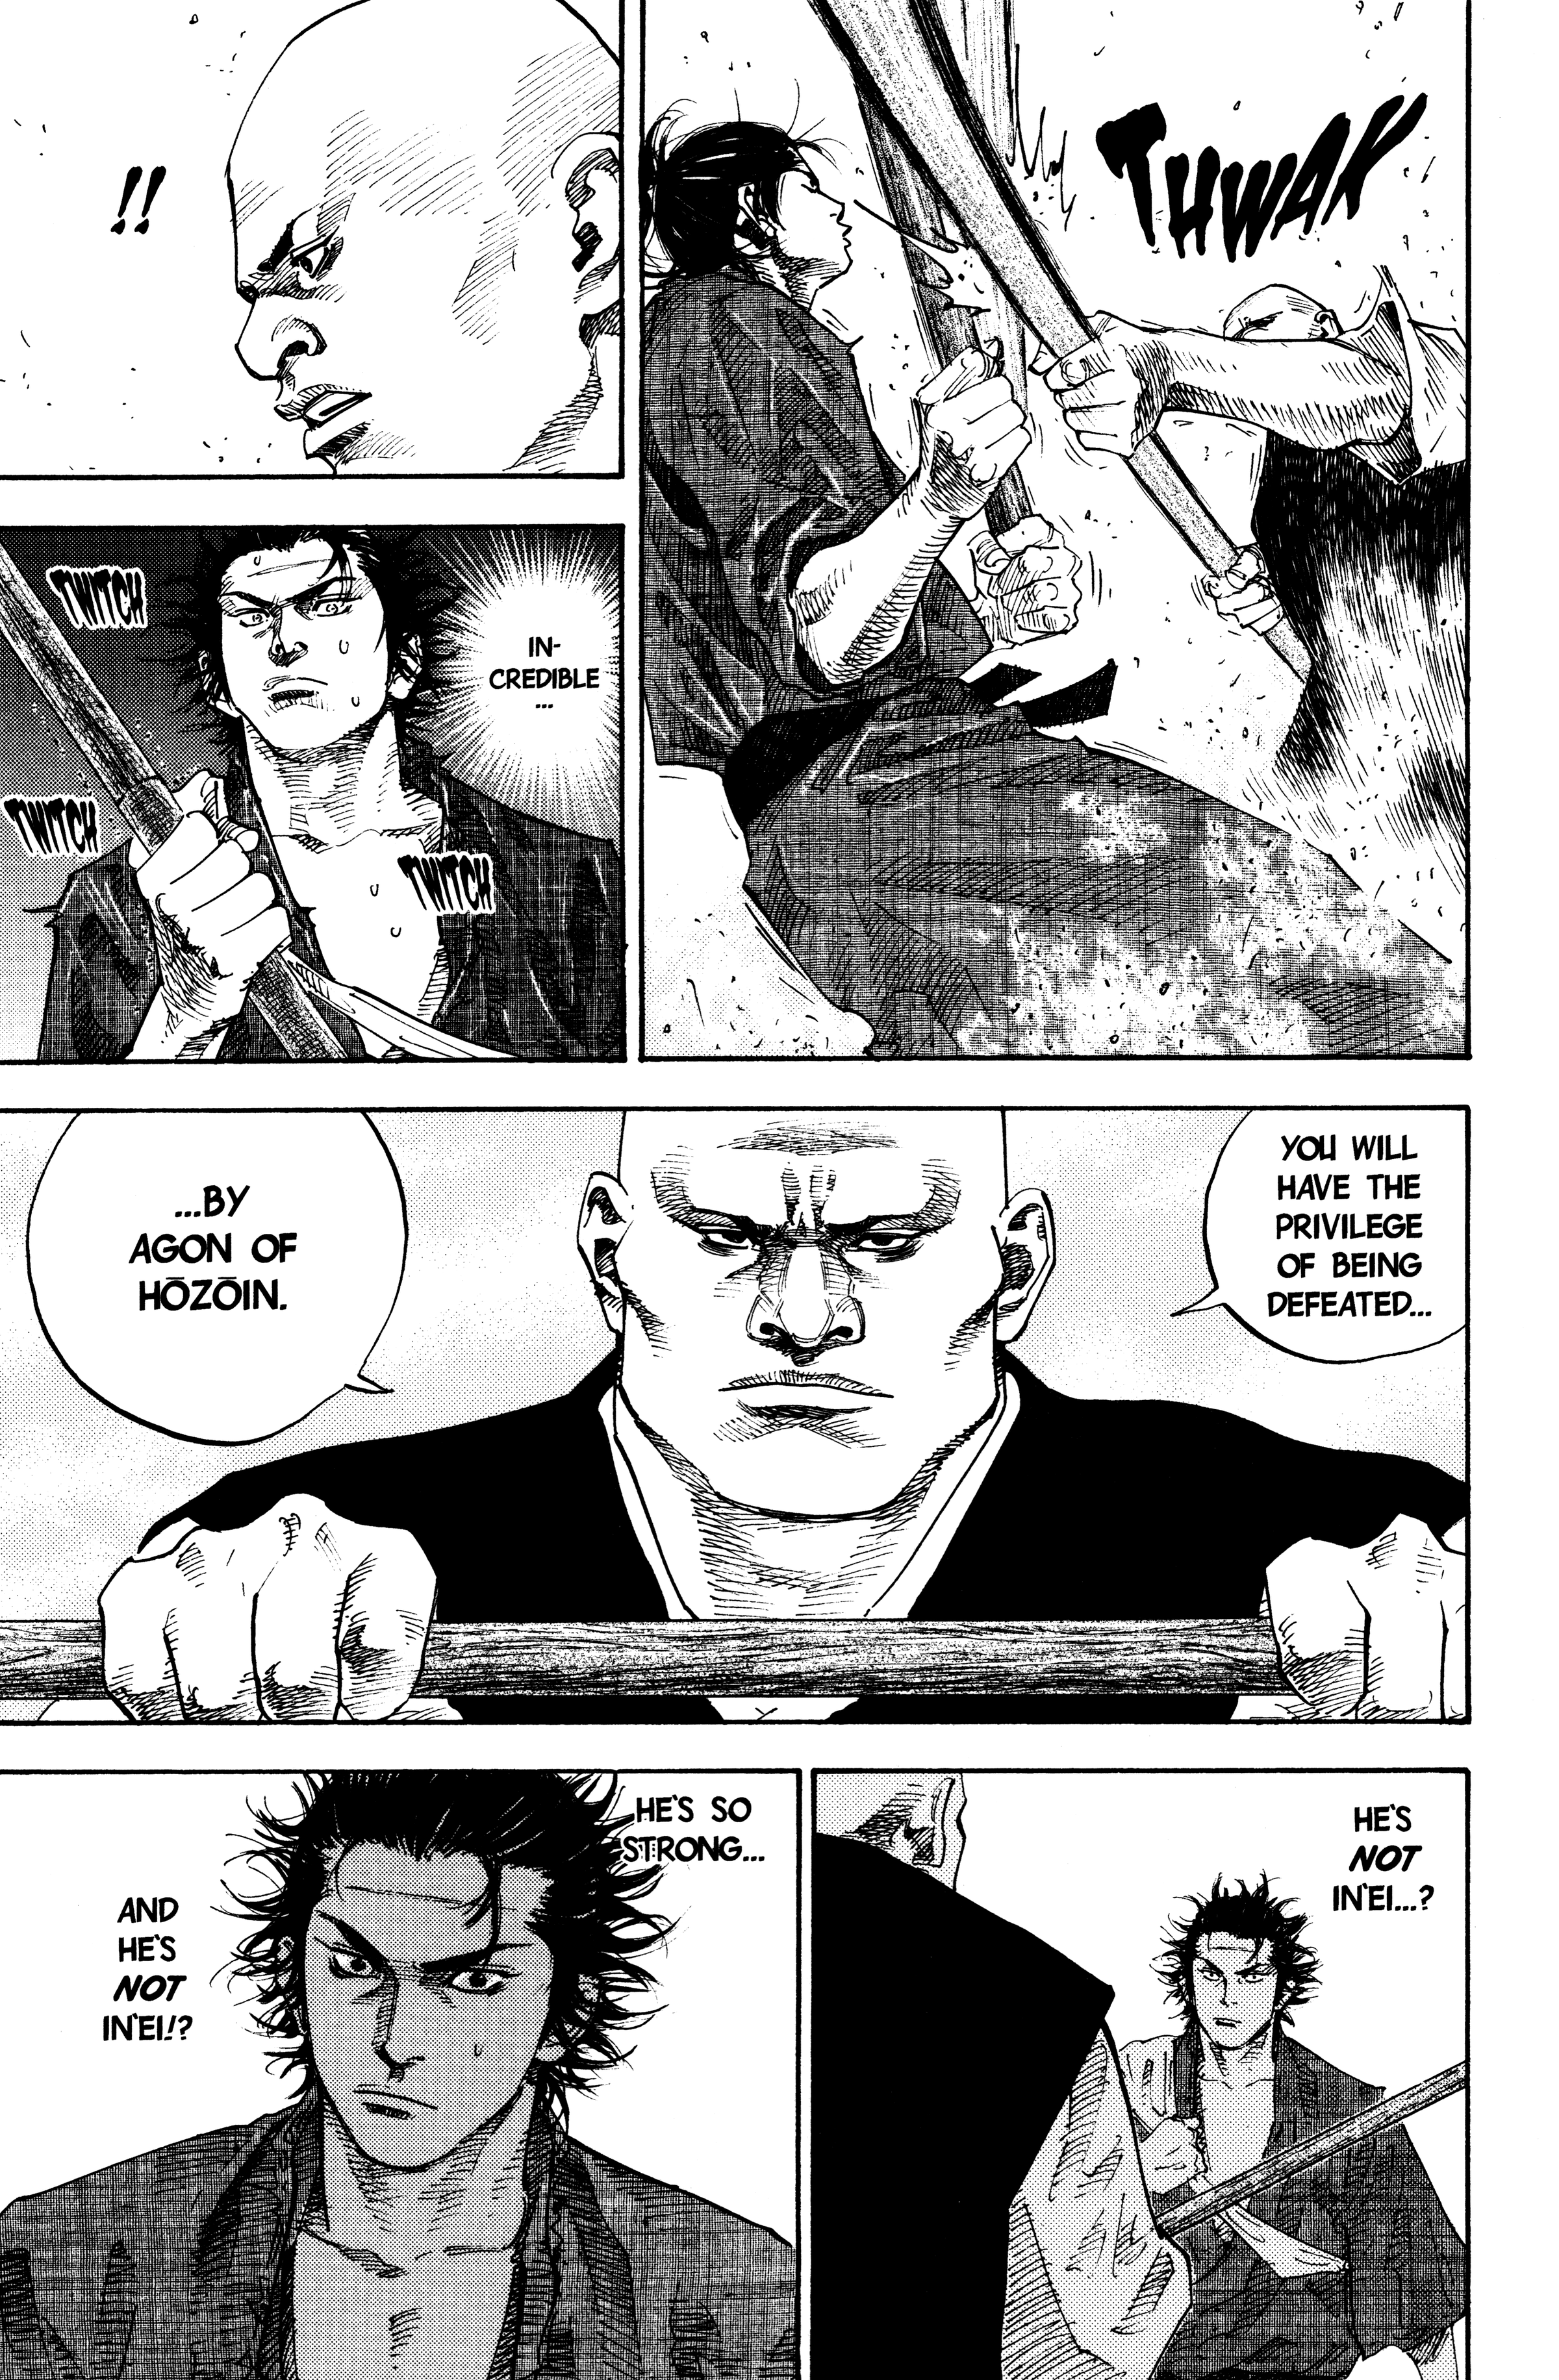 THWAK
!!
IN-
CREDIBLE
...
TWITCH
TWITCH
TWITCH
YOU WILL
HAVE THE
PRIVILEGE
OF BEING
DEFEATED...
...BY
AGON OF
HŌZŌIN.
HE'S
NOT
IN'EI...?
HE'S SO
STRONG...
AND
HE'S
NOT
IN'EI!?